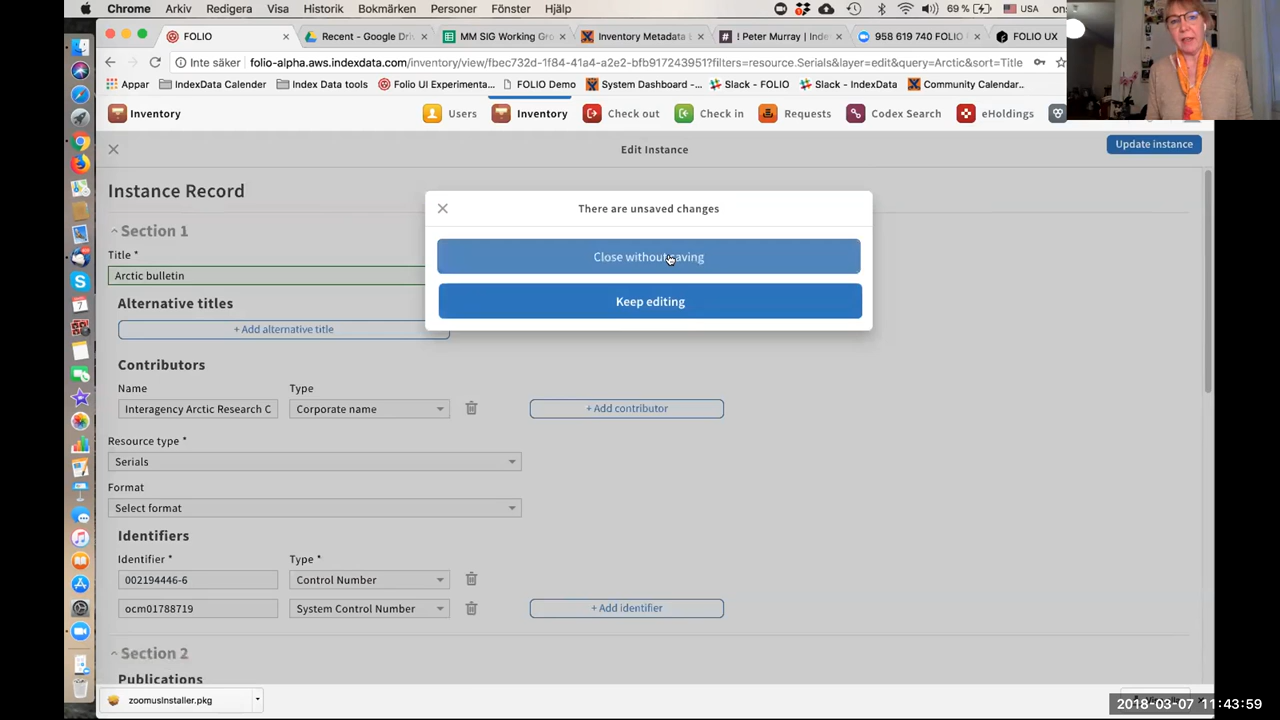 Chrome Arkiv Redigera Visa Historik Bokmärken Personer Fönster Hjälp 69 % USA ons
FOLIO Recent - Google Dri MM SIG Working Gro Inventory Metadata ! Peter Murray | Inde 958 619 740 FOLIO FOLIO UX
Inte säker folio-alpha.aws.indexdata.com/inventory/view/fbec732d-1f84-41a4-a2e2-bfb917243951?filters=resource.Serials&layer=edit&query=Arctic&sort=Title
Appar IndexData Calender Index Data tools Folio UI Experimenta... FOLIO Demo System Dashboard -... Slack - FOLIO Slack - IndexData Community Calendar...
Inventory Users Inventory Check out Check in Requests Codex Search eHoldings
Edit Instance
Update instance
Instance Record
There are unsaved changes
Close without saving
Keep editing
Section 1
Title *
Arctic bulletin
Alternative titles
+ Add alternative title
Contributors
Name Type
Interagency Arctic Research C Corporate name + Add contributor
Resource type *
Serials
Format
Select format
Identifiers
Identifier * Type *
002194446-6 Control Number
ocm01788719 System Control Number + Add identifier
Section 2
Publications
zoomusInstaller.pkg
2018-03-07 11:43:59